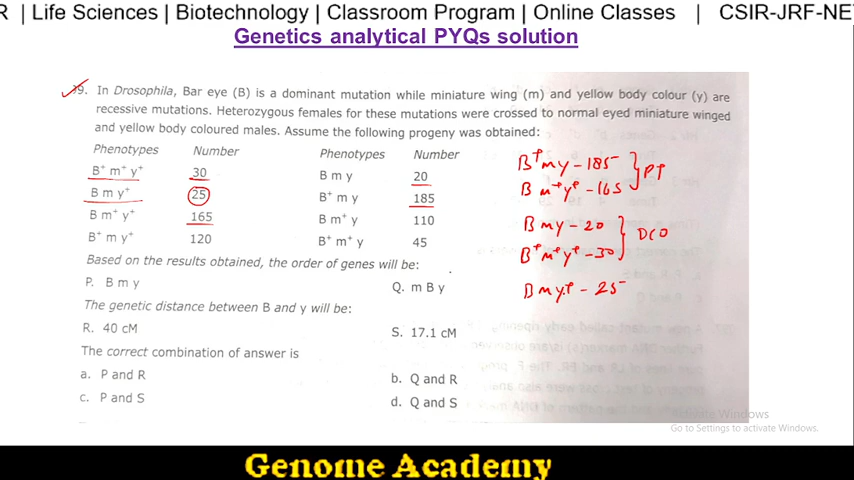 R | Life Sciences | Biotechnology | Classroom Program | Online Classes | CSIR-JRF-NE
Genetics analytical PYQs solution
39. In Drosophila, Bar eye (B) is a dominant mutation while miniature wing (m) and yellow body colour (y) are
recessive mutations. Heterozygous females for these mutations were crossed to normal eyed miniature winged
and yellow body coloured males. Assume the following progeny was obtained:
Phenotypes Number Phenotypes Number
B+ m+ y+ 30 B m y 20
B m y+ 25 B+ m y 185
B m+ y+ 165 B m+ y 110
B+ m y+ 120 B+ m+ y 45
Based on the results obtained, the order of genes will be:
P. B m y Q. m B y
The genetic distance between B and y will be:
R. 40 cM S. 17.1 cM
The correct combination of answer is
a. P and R b. Q and R
c. P and S d. Q and S
B+ m y - 185
B m+ y+ - 165
PT
B m y - 20
B+ m+ y+ - 30
DCO
B m y+ - 25
Activate Windows
Go to Settings to activate Windows.
Genome Academy